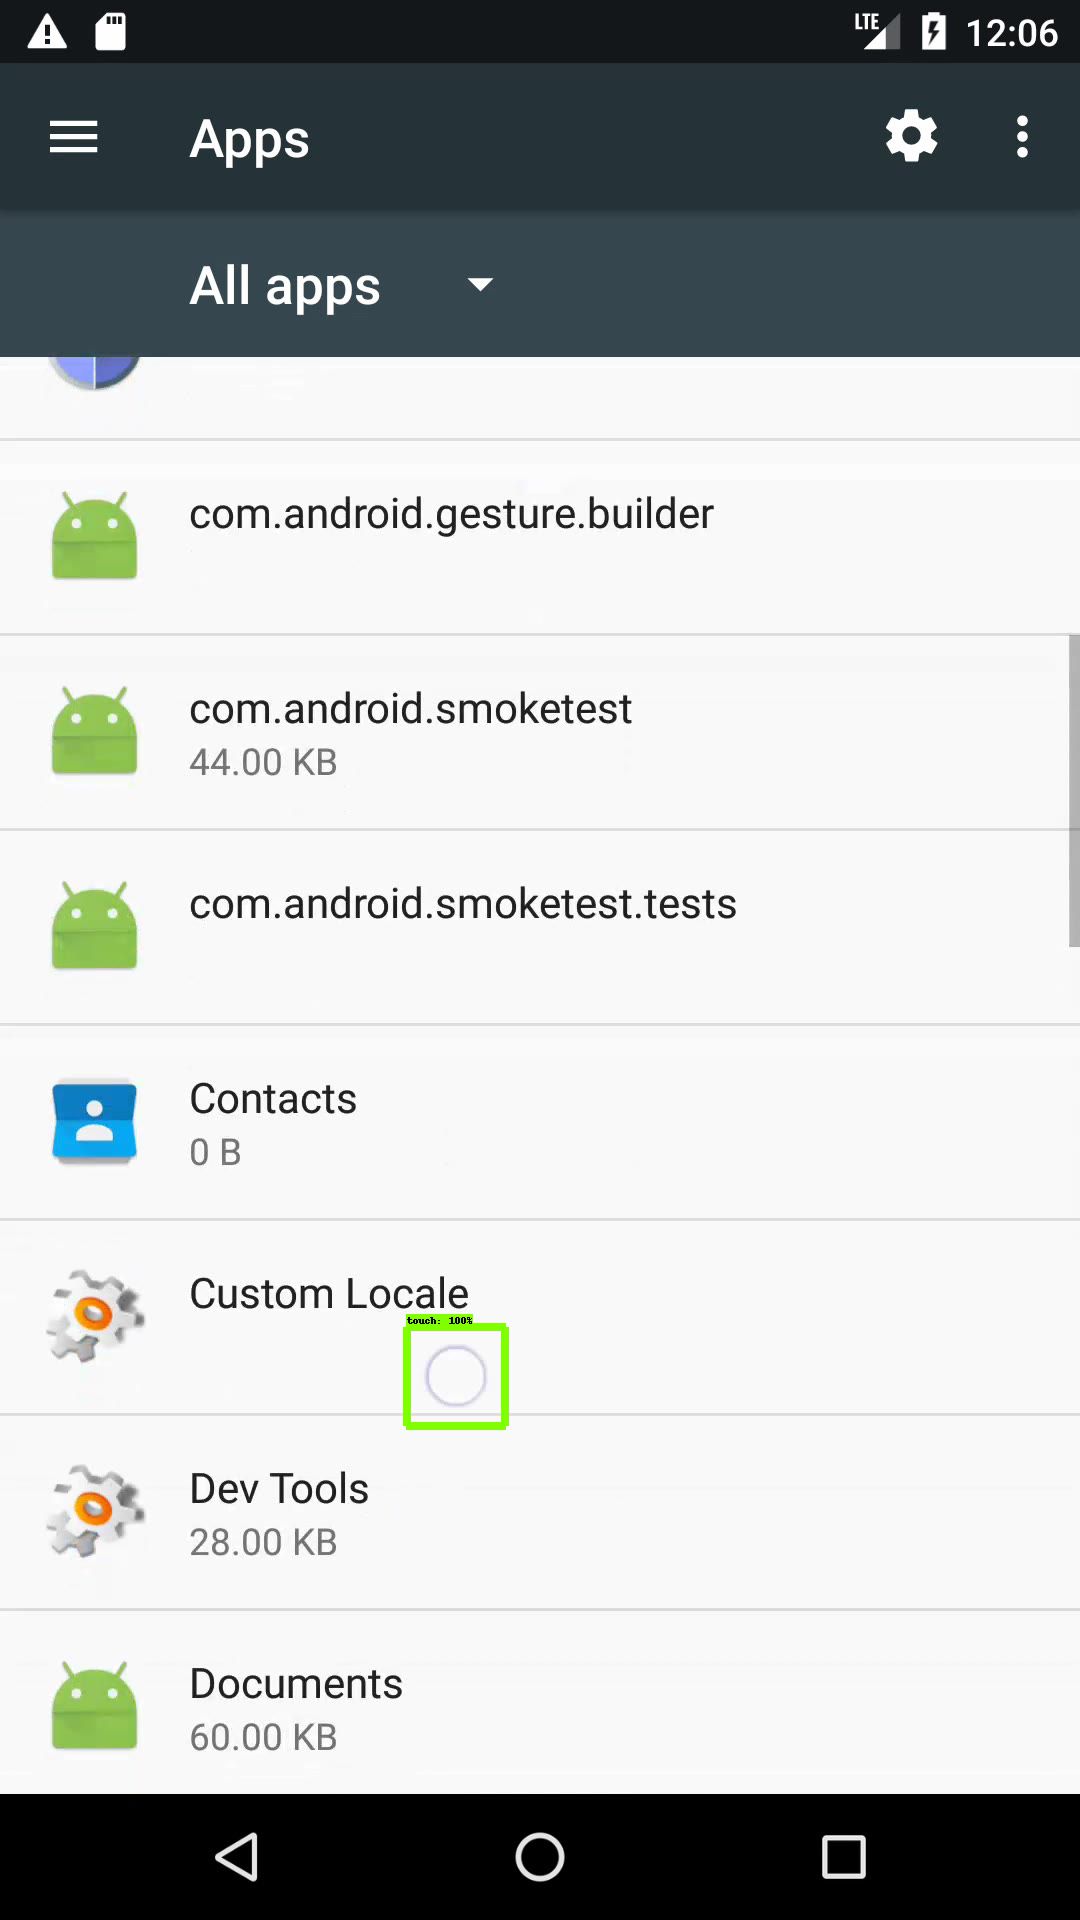 LTE 12:06
Apps
All apps
com.android.gesture.builder
com.android.smoketest
44.00 KB
com.android.smoketest.tests
Contacts
0 B
Custom Locale
touch: 100%
Dev Tools
28.00 KB
Documents
60.00 KB